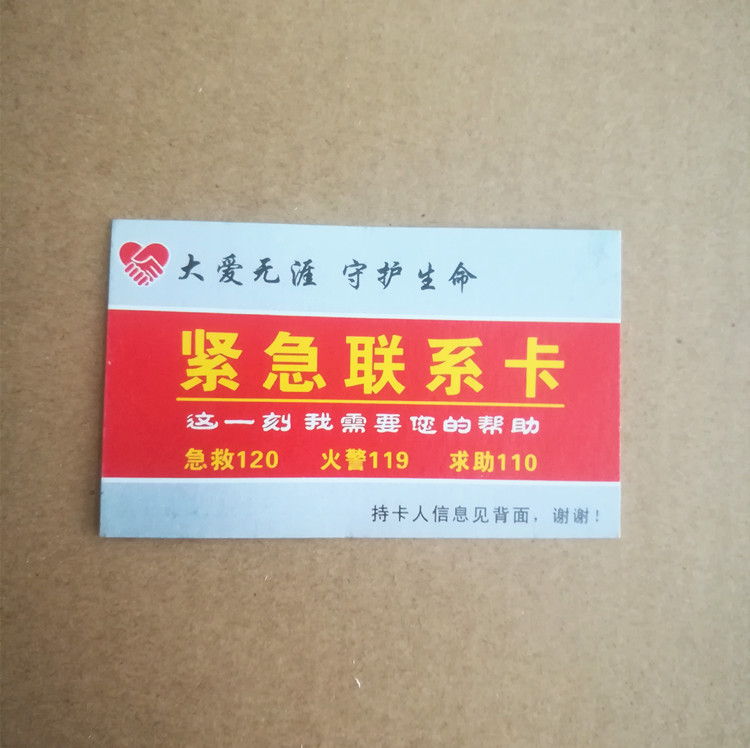 大爱无涯 守护生命
紧急联系卡
这一刻 我需要您的帮助
急救120 火警119 求助110
持卡人信息见背面，谢谢！